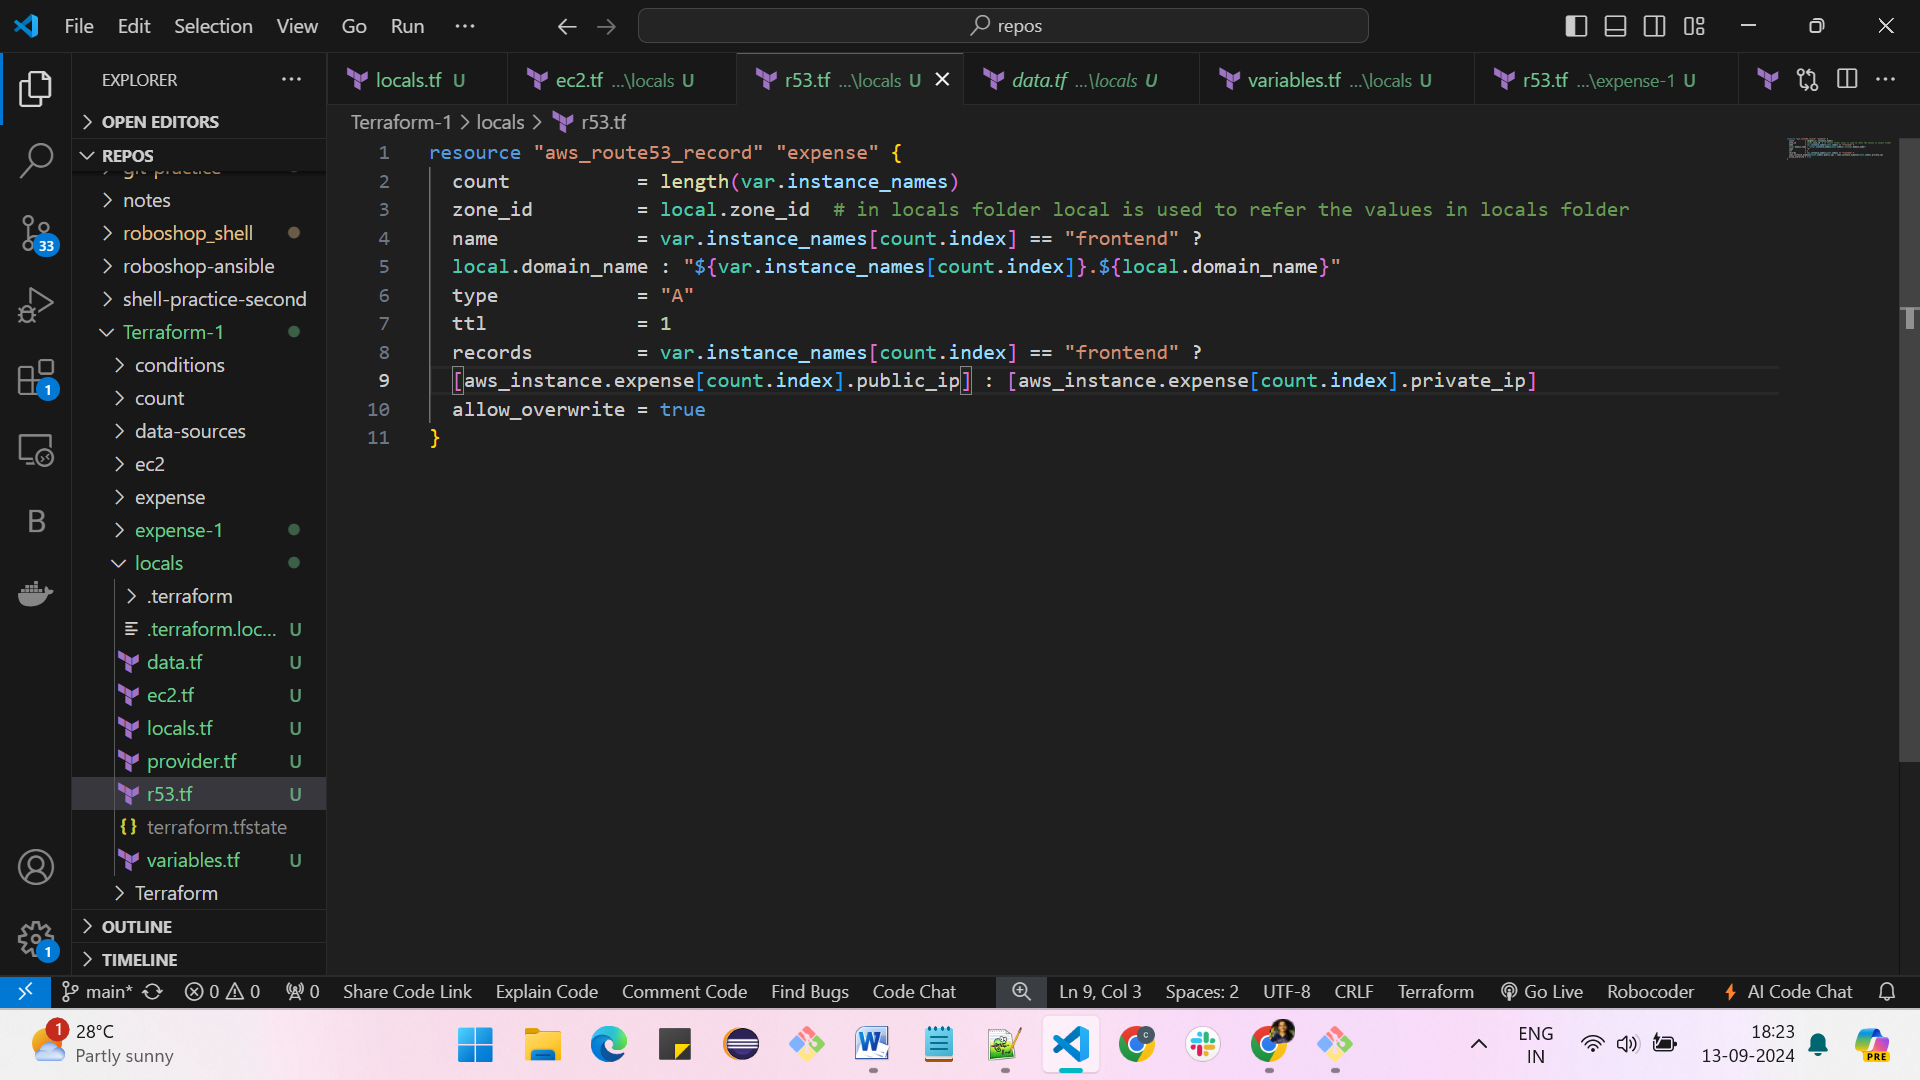 File Edit Selection View Go Run ···
repos
EXPLORER ···
locals.tf U
ec2.tf ...\locals U
r53.tf ...\locals U
data.tf ...\locals U
variables.tf ...\locals U
r53.tf ...\expense-1 U
OPEN EDITORS
REPOS
git-practice
notes
roboshop_shell
roboshop-ansible
shell-practice-second
Terraform-1
conditions
count
data-sources
ec2
expense
expense-1
locals
.terraform
.terraform.loc... U
data.tf U
ec2.tf U
locals.tf U
provider.tf U
r53.tf U
{} terraform.tfstate
variables.tf U
Terraform
OUTLINE
TIMELINE
33
1
B
1
Terraform-1 > locals > r53.tf
1 resource "aws_route53_record" "expense" {
2 count = length(var.instance_names)
3 zone_id = local.zone_id # in locals folder local is used to refer the values in locals folder
4 name = var.instance_names[count.index] == "frontend" ?
5 local.domain_name : "${var.instance_names[count.index]}.${local.domain_name}"
6 type = "A"
7 ttl = 1
8 records = var.instance_names[count.index] == "frontend" ?
9 [aws_instance.expense[count.index].public_ip] : [aws_instance.expense[count.index].private_ip]
10 allow_overwrite = true
11 }
main* 0 0 0 Share Code Link Explain Code Comment Code Find Bugs Code Chat Ln 9, Col 3 Spaces: 2 UTF-8 CRLF Terraform Go Live Robocoder AI Code Chat
1
28°C
Partly sunny
ENG
IN
18:23
13-09-2024
PRE